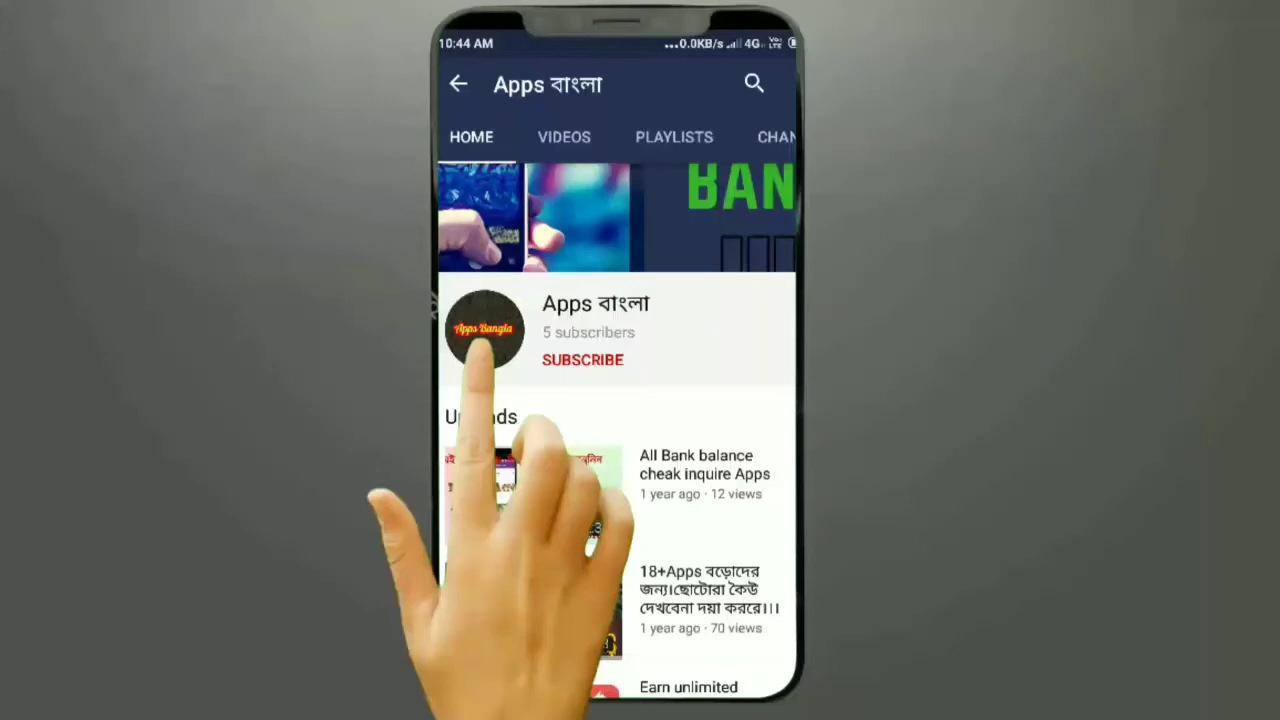 10:44 AM
...0.0KB/s 4G VoLTE
Apps বাংলা
HOME VIDEOS PLAYLISTS CHAN
BAN
Apps Bangla
Apps বাংলা
5 subscribers
SUBSCRIBE
All Bank balance
cheak inquire Apps
1 year ago · 12 views
18+Apps বড়োদের
জন্য।ছোটোরা কেউ
দেখবেনা দয়া কররে।।।
1 year ago · 70 views
Earn unlimited